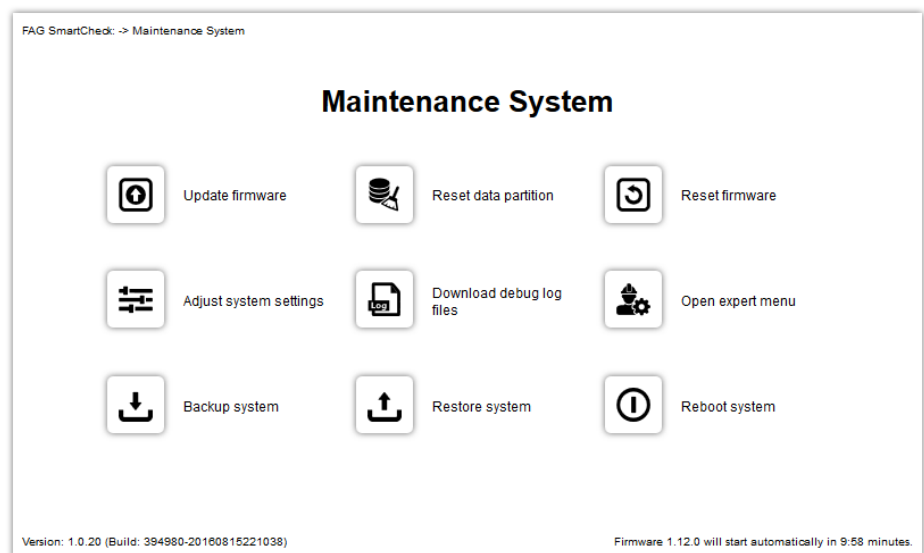 FAG SmartCheck: -> Maintenance System
Maintenance System
Update firmware
Reset data partition
Reset firmware
Adjust system settings
Download debug log
files
Open expert menu
Log
Backup system
Restore system
Reboot system
Version: 1.0.20 (Build: 394980-20160815221038)
Firmware 1.12.0 will start automatically in 9:58 minutes.